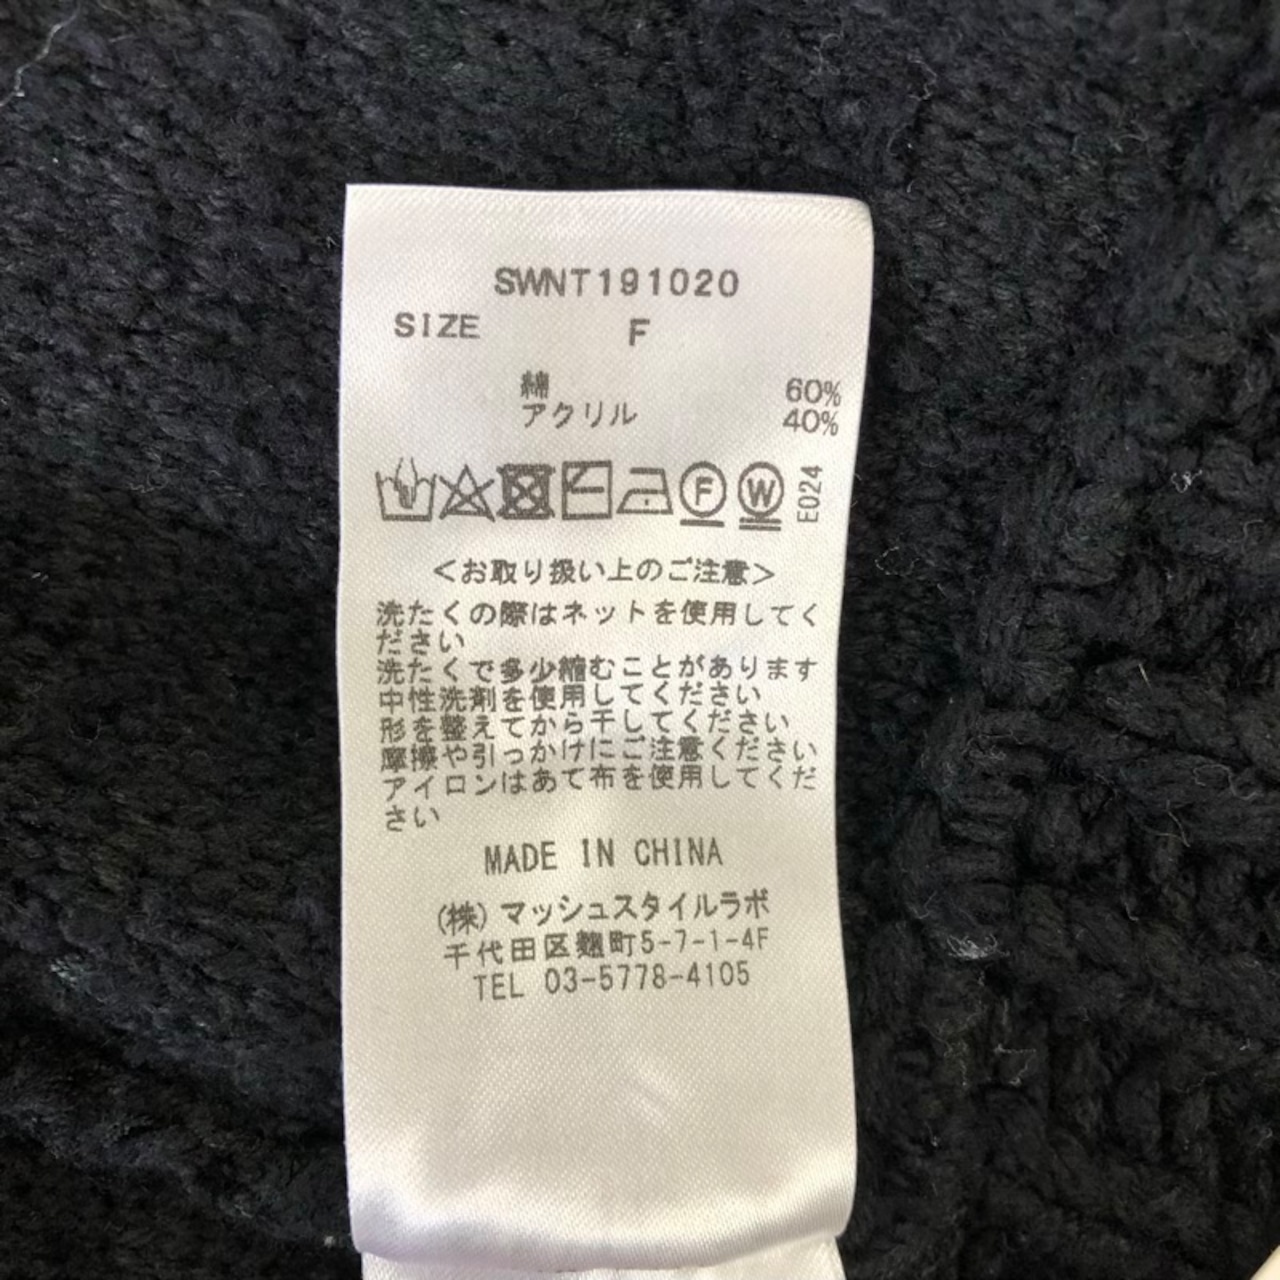 SWNT191020
SIZE F
綿 60%
アクリル 40%
F W E024
＜お取り扱い上のご注意＞
洗たくの際はネットを使用してく
ださい
洗たくで多少縮むことがあります
中性洗剤を使用してください
形を整えてから干してください
摩擦や引っかけにご注意ください
アイロンはあて布を使用してくだ
さい
MADE IN CHINA
(株) マッシュスタイルラボ
千代田区麹町5-7-1-4F
TEL 03-5778-4105